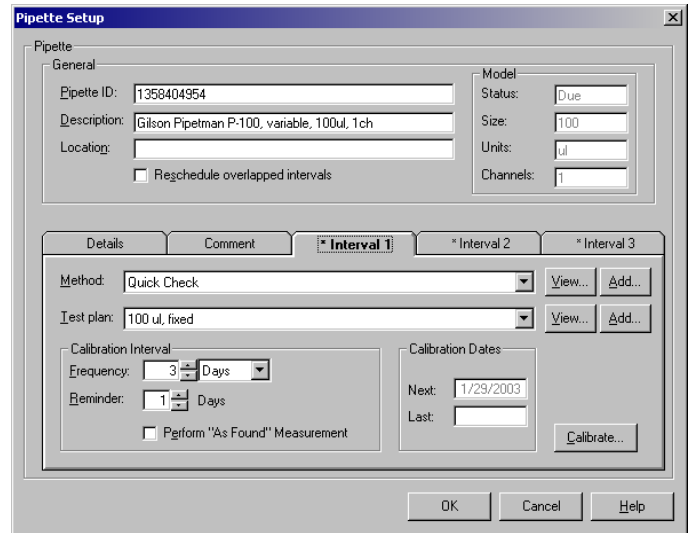 Pipette Setup
Pipette
General
Pipette ID: 1358404954
Description: Gilson Pipetman P-100, variable, 100ul, 1ch
Location:
Reschedule overlapped intervals
Model
Status: Due
Size: 100
Units: ul
Channels: 1
Details Comment * Interval 1 * Interval 2 * Interval 3
Method: Quick Check View... Add...
Test plan: 100 ul, fixed View... Add...
Calibration Interval
Frequency: 3 Days
Reminder: 1 Days
Perform "As Found" Measurement
Calibration Dates
Next: 1/29/2003
Last:
Calibrate...
OK Cancel Help